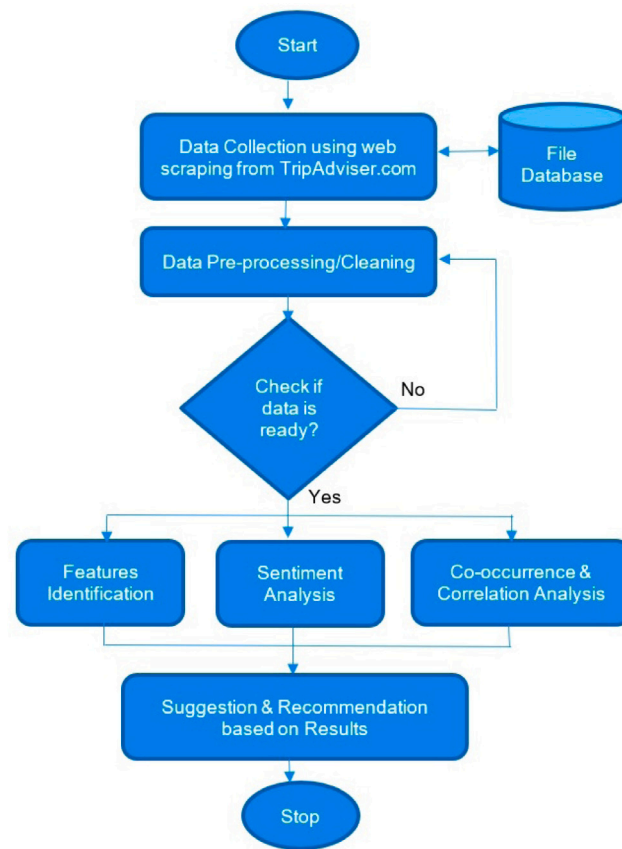 Start
Data Collection using web
scraping from TripAdviser.com
File
Database
Data Pre-processing/Cleaning
Check if
data is
ready?
No
Yes
Features
Identification
Sentiment
Analysis
Co-occurrence &
Correlation Analysis
Suggestion & Recommendation
based on Results
Stop